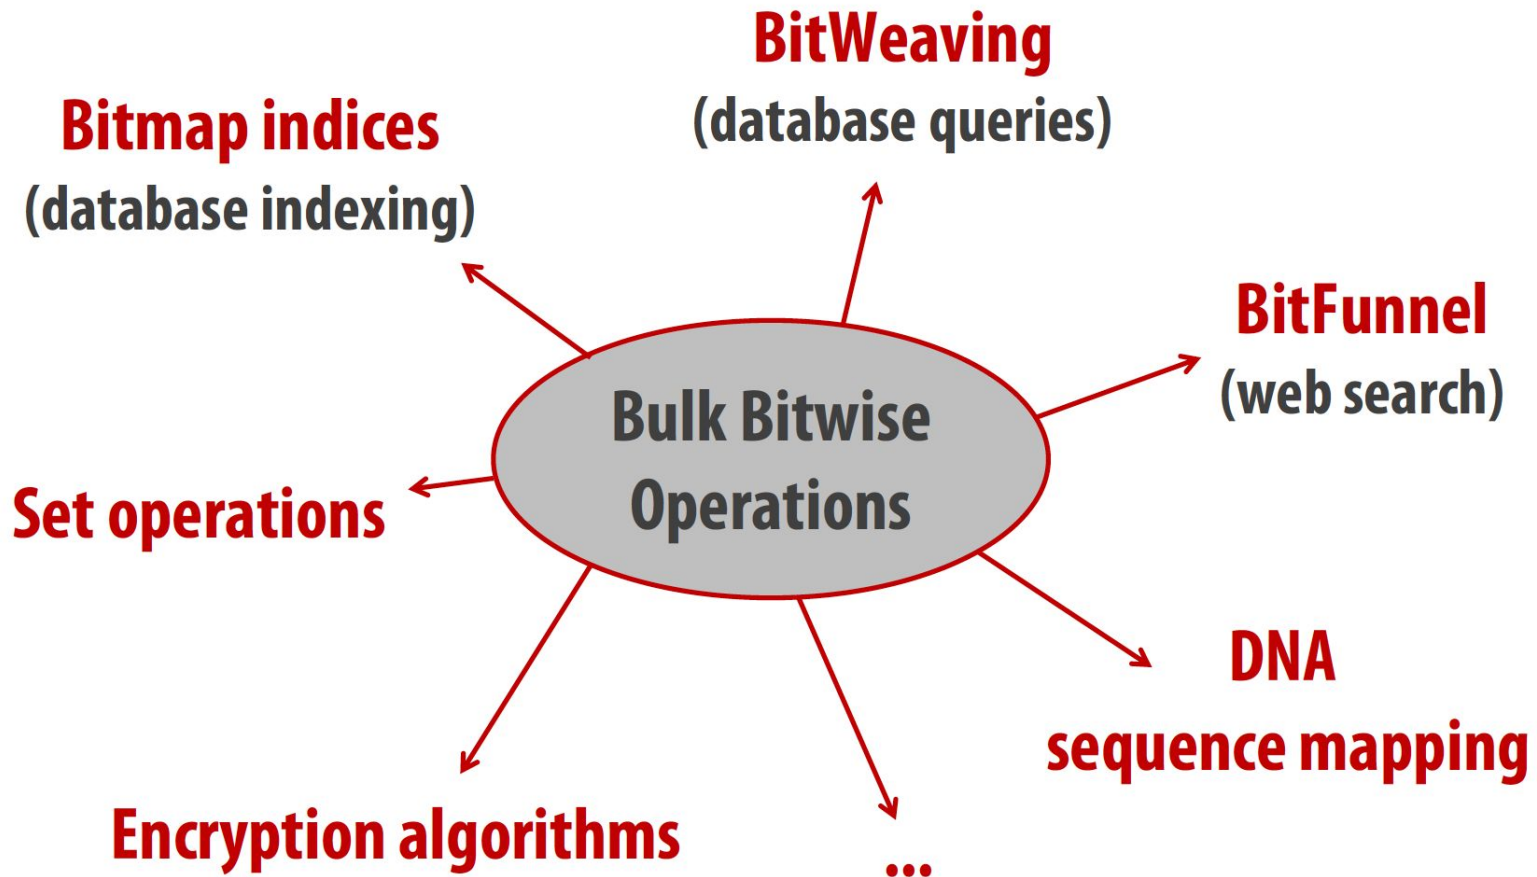 BitWeaving
(database queries)
Bitmap indices
(database indexing)
BitFunnel
(web search)
Bulk Bitwise
Operations
Set operations
DNA
sequence mapping
Encryption algorithms
...